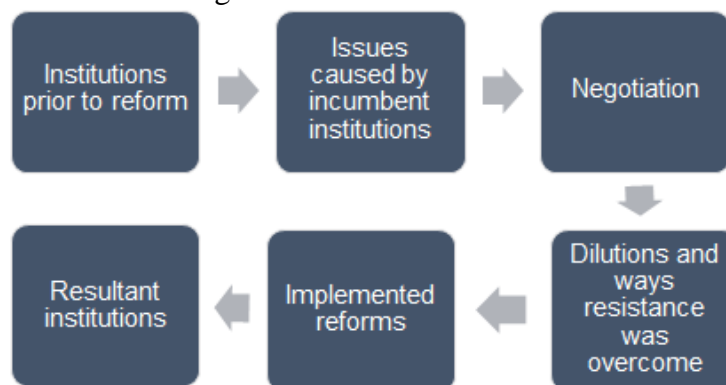 Institutions
prior to reform
Issues
caused by
incumbent
institutions
Negotiation
Dilutions and
ways
resistance
was
overcome
Implemented
reforms
Resultant
institutions